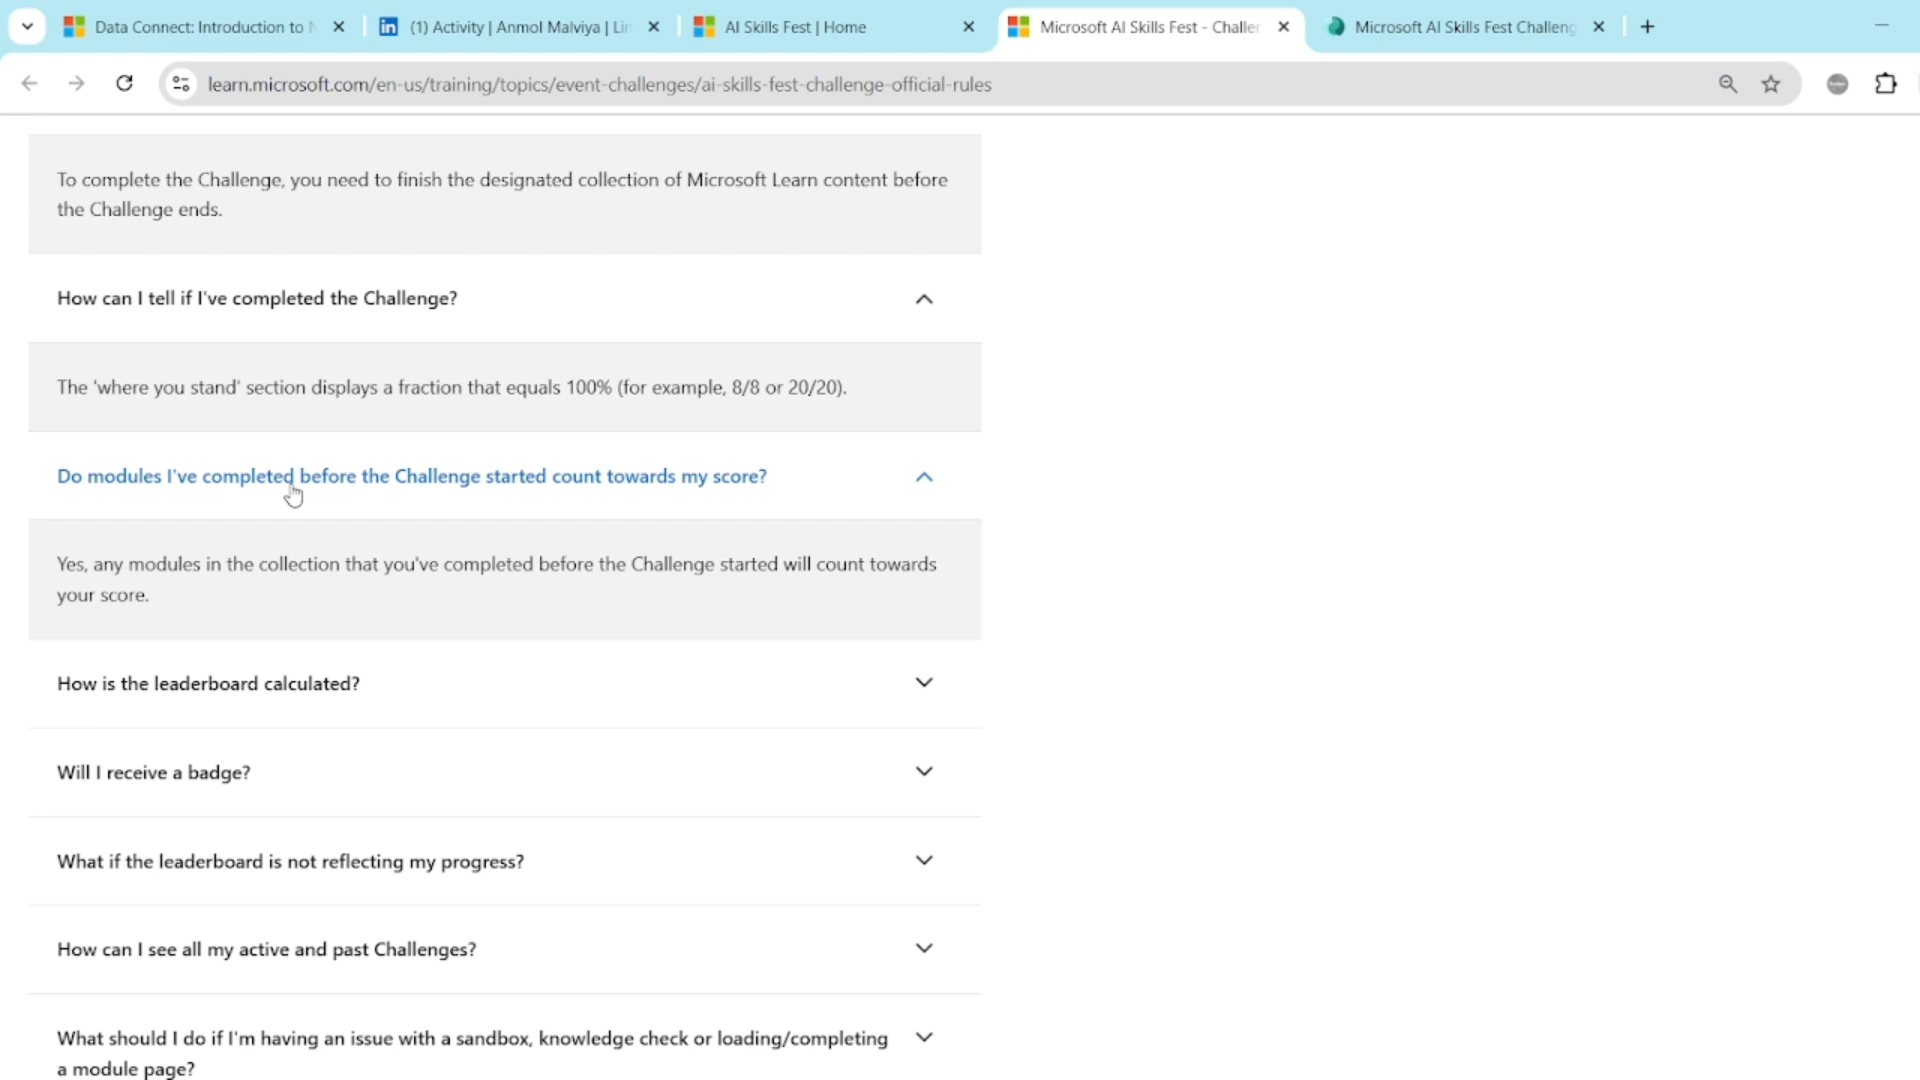 Data Connect: Introduction to
(1) Activity | Anmol Malviya | Lin
AI Skills Fest | Home
Microsoft AI Skills Fest - Challe
Microsoft AI Skills Fest Challeng
learn.microsoft.com/en-us/training/topics/event-challenges/ai-skills-fest-challenge-official-rules
To complete the Challenge, you need to finish the designated collection of Microsoft Learn content before
the Challenge ends.
How can I tell if I've completed the Challenge?
The 'where you stand' section displays a fraction that equals 100% (for example, 8/8 or 20/20).
Do modules I've completed before the Challenge started count towards my score?
Yes, any modules in the collection that you've completed before the Challenge started will count towards
your score.
How is the leaderboard calculated?
Will I receive a badge?
What if the leaderboard is not reflecting my progress?
How can I see all my active and past Challenges?
What should I do if I'm having an issue with a sandbox, knowledge check or loading/completing
a module page?